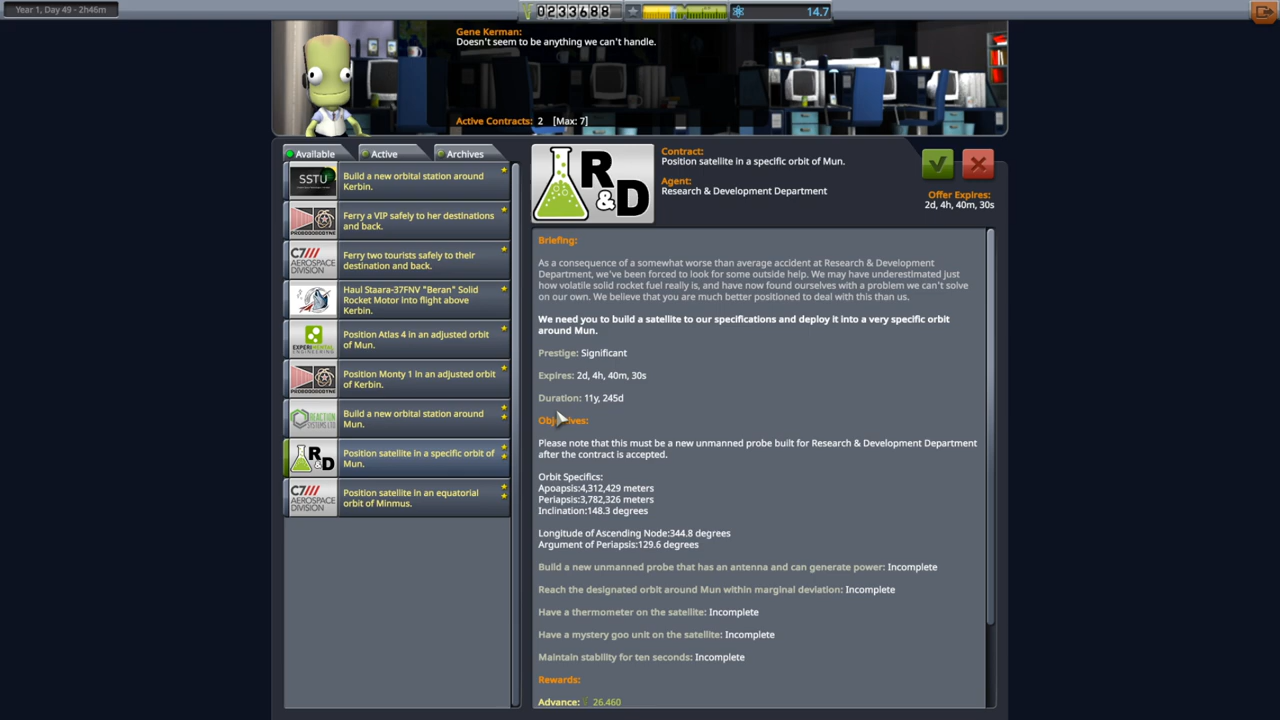 Year 1, Day 49 - 2h46m
0233688
14.7
Gene Kerman:
Doesn't seem to be anything we can't handle.
Active Contracts: 2 [Max: 7]
Available
Active
Archives
SSTU
Build a new orbital station around
Kerbin.
PROBODOBODYNE
Ferry a VIP safely to her destinations
and back.
C7///
AEROSPACE
DIVISION
Ferry two tourists safely to their
destination and back.
Haul Staara-37FNV "Beran" Solid
Rocket Motor into flight above
Kerbin.
EXPERIMENTAL
ENGINEERING
Position Atlas 4 in an adjusted orbit
of Mun.
PROBODOBODYNE
Position Monty 1 in an adjusted orbit
of Kerbin.
REACTION
SYSTEMS LTD
Build a new orbital station around
Mun.
R&D
Position satellite in a specific orbit of
Mun.
C7///
AEROSPACE
DIVISION
Position satellite in an equatorial
orbit of Minmus.
R&D
Contract:
Position satellite in a specific orbit of Mun.
Agent:
Research & Development Department
Offer Expires:
2d, 4h, 40m, 30s
Briefing:
As a consequence of a somewhat worse than average accident at Research & Development
Department, we've been forced to look for some outside help. We may have underestimated just
how volatile solid rocket fuel really is, and have now found ourselves with a problem we can't solve
on our own. We believe that you are much better positioned to deal with this than us.
We need you to build a satellite to our specifications and deploy it into a very specific orbit
around Mun.
Prestige: Significant
Expires: 2d, 4h, 40m, 30s
Duration: 11y, 245d
Objectives:
Please note that this must be a new unmanned probe built for Research & Development Department
after the contract is accepted.
Orbit Specifics:
Apoapsis:4,312,429 meters
Periapsis:3,782,326 meters
Inclination:148.3 degrees
Longitude of Ascending Node:344.8 degrees
Argument of Periapsis:129.6 degrees
Build a new unmanned probe that has an antenna and can generate power: Incomplete
Reach the designated orbit around Mun within marginal deviation: Incomplete
Have a thermometer on the satellite: Incomplete
Have a mystery goo unit on the satellite: Incomplete
Maintain stability for ten seconds: Incomplete
Rewards:
Advance: 26.460